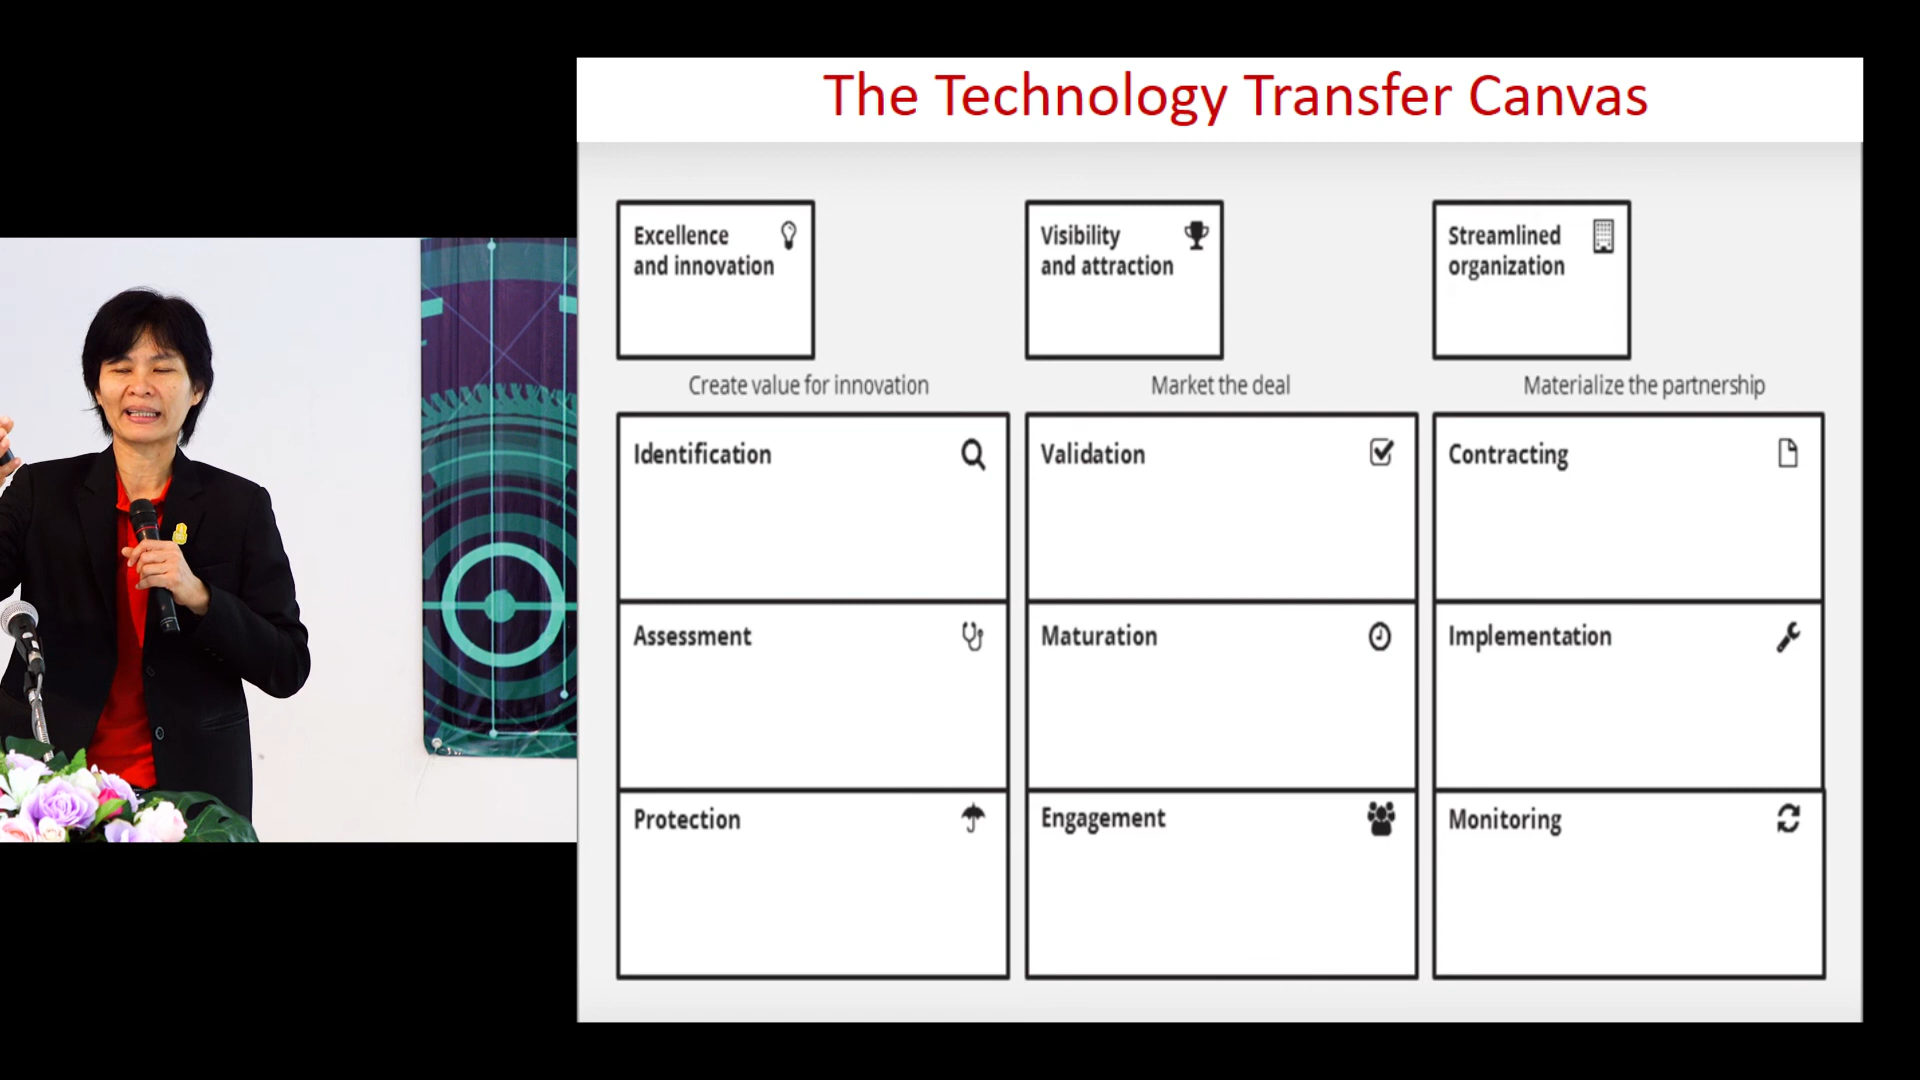 The Technology Transfer Canvas
Excellence
and innovation
Visibility
and attraction
Streamlined
organization
Create value for innovation
Market the deal
Materialize the partnership
Identification
Validation
Contracting
Assessment
Maturation
Implementation
Protection
Engagement
Monitoring